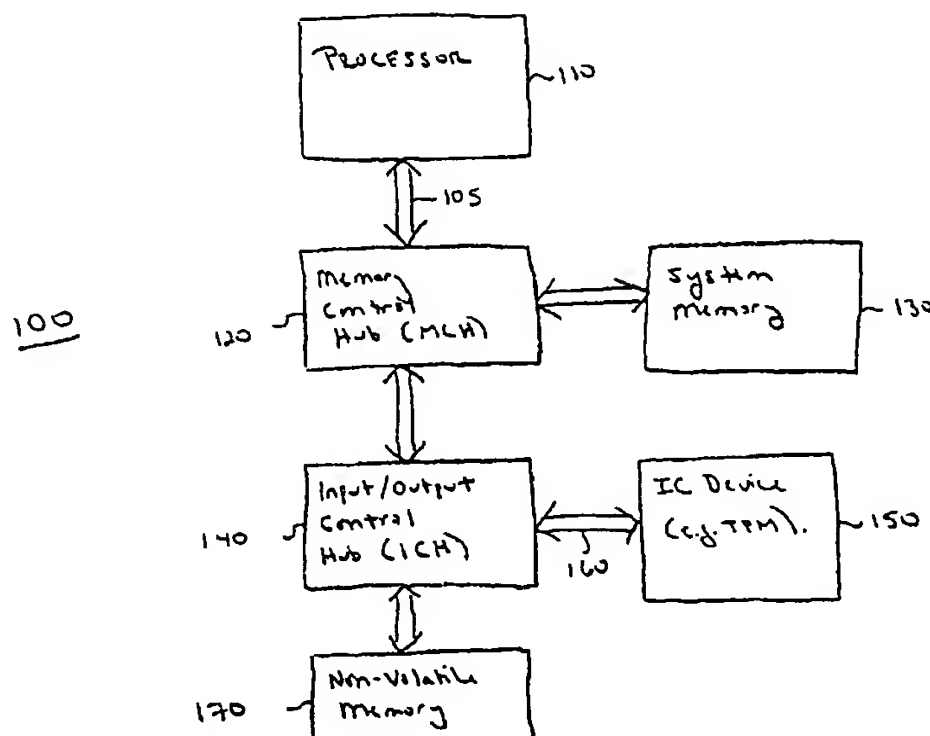 PROCESSOR
110
105
Memory
Control
Hub (MCH)
120
System
Memory
130
100
Input/Output
Control
Hub (ICH)
140
IC Device
(e.g. TPM).
150
160
Non-Volatile
Memory
170